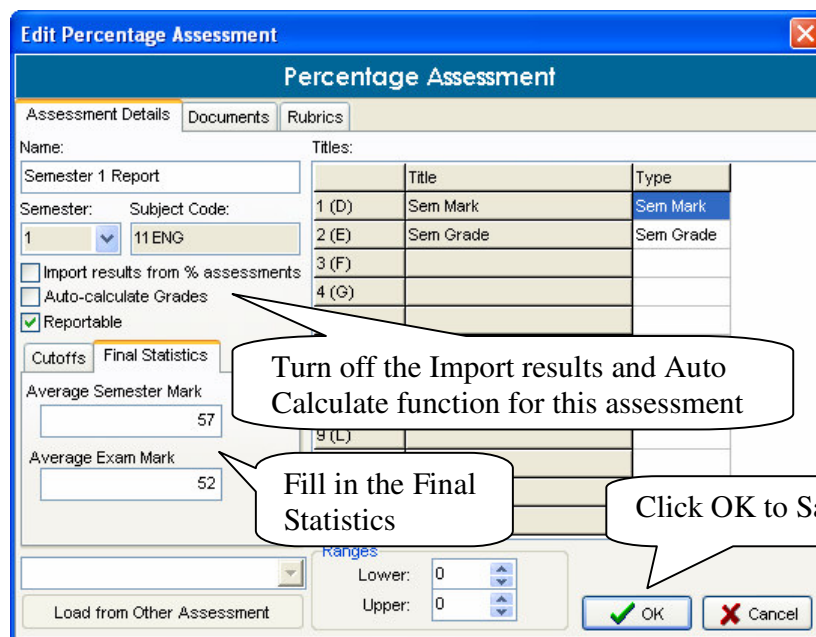 Edit Percentage Assessment
Percentage Assessment
Assessment Details Documents Rubrics
Name:
Semester 1 Report
Semester: Subject Code:
1 11ENG
Import results from % assessments
Auto-calculate Grades
Reportable
Cutoffs Final Statistics
Average Semester Mark
57
Average Exam Mark
52
Load from Other Assessment
Titles:
Title Type
1 (D) Sem Mark Sem Mark
2 (E) Sem Grade Sem Grade
3 (F)
4 (G)
9 (L)
Turn off the Import results and Auto
Calculate function for this assessment
Fill in the Final
Statistics
Click OK to Sa
Ranges
Lower: 0
Upper: 0
OK Cancel